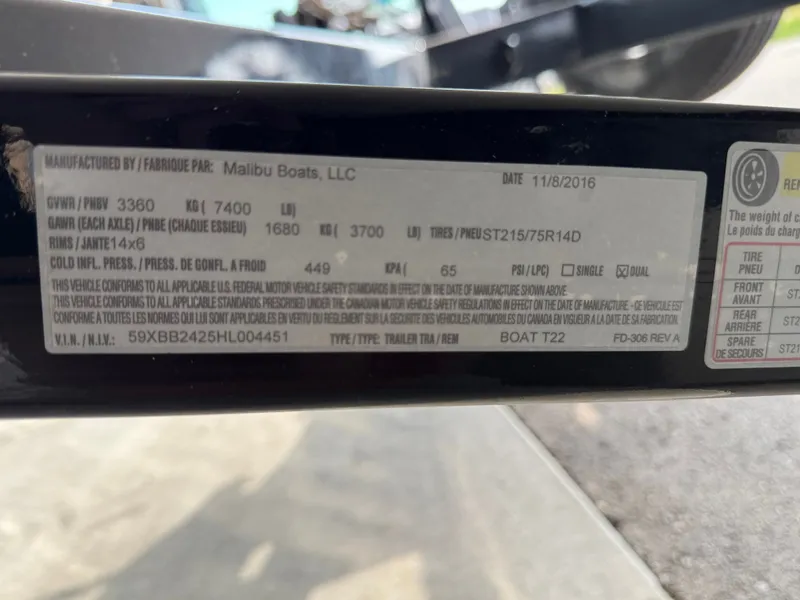 MANUFACTURED BY / FABRIQUE PAR: Malibu Boats, LLC DATE 11/8/2016
GVWR / PNBV 3360 KG ( 7400 LB)
GAWR (EACH AXLE) / PNBE (CHAQUE ESSIEU) 1680 KG ( 3700 LB) TIRES / PNEU ST215/75R14D
RIMS / JANTE 14x6
COLD INFL. PRESS. / PRESS. DE GONFL. A FROID 449 KPA ( 65 PSI / LPC) SINGLE DUAL
THIS VEHICLE CONFORMS TO ALL APPLICABLE U.S. FEDERAL MOTOR VEHICLE SAFETY STANDARDS IN EFFECT ON THE DATE OF MANUFACTURE SHOWN ABOVE.
THIS VEHICLE CONFORMS TO ALL APPLICABLE STANDARDS PRESCRIBED UNDER THE CANADIAN MOTOR VEHICLE SAFETY REGULATIONS IN EFFECT ON THE DATE OF MANUFACTURE. - CE VEHICULE EST
CONFORME A TOUTES LES NORMES QUI LUI SONT APPLICABLES EN VERTU DU REGLEMENT SUR LA SECURITE DES VEHICULES AUTOMOBILES DU CANADA EN VIGUEUR A LA DATE DE SA FABRICATION.
V.I.N. / N.I.V.: 59XBB2425HL004451 TYPE / TYPE: TRAILER TRA / REM BOAT T22 FD-306 REV A
The weight of c
Le poids du charg
TIRE
PNEU
FRONT
AVANT
REAR
ARRIÈRE
SPARE
DE SECOURS